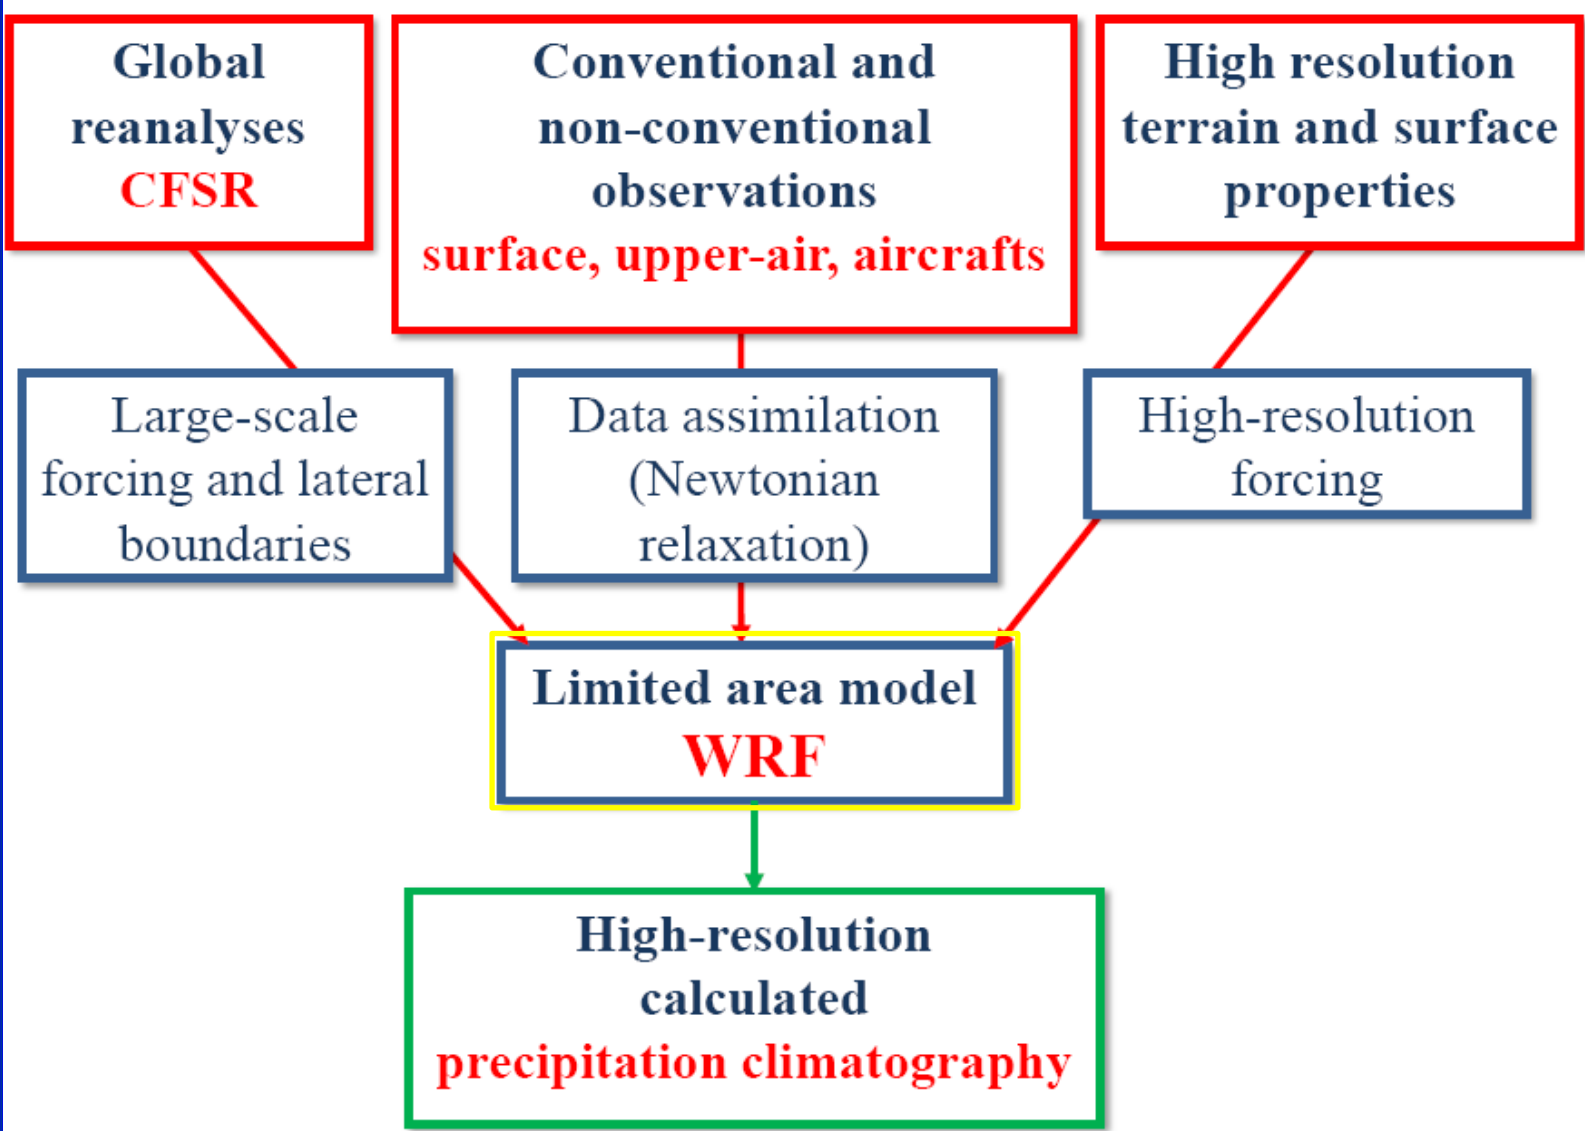 Global
reanalyses
CFSR
Conventional and
non-conventional
observations
surface, upper-air, aircrafts
High resolution
terrain and surface
properties
Large-scale
forcing and lateral
boundaries
Data assimilation
(Newtonian
relaxation)
High-resolution
forcing
Limited area model
WRF
High-resolution
calculated
precipitation climatography